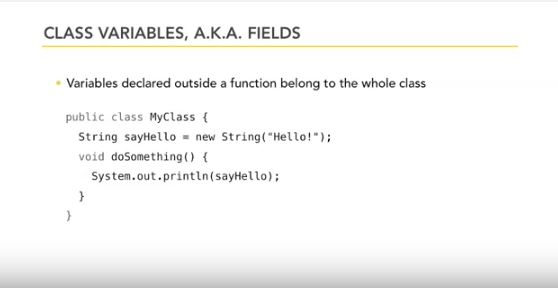 CLASS VARIABLES, A.K.A. FIELDS
• Variables declared outside a function belong to the whole class
public class MyClass {
  String sayHello = new String("Hello!");
  void doSomething() {
    System.out.println(sayHello);
  }
}